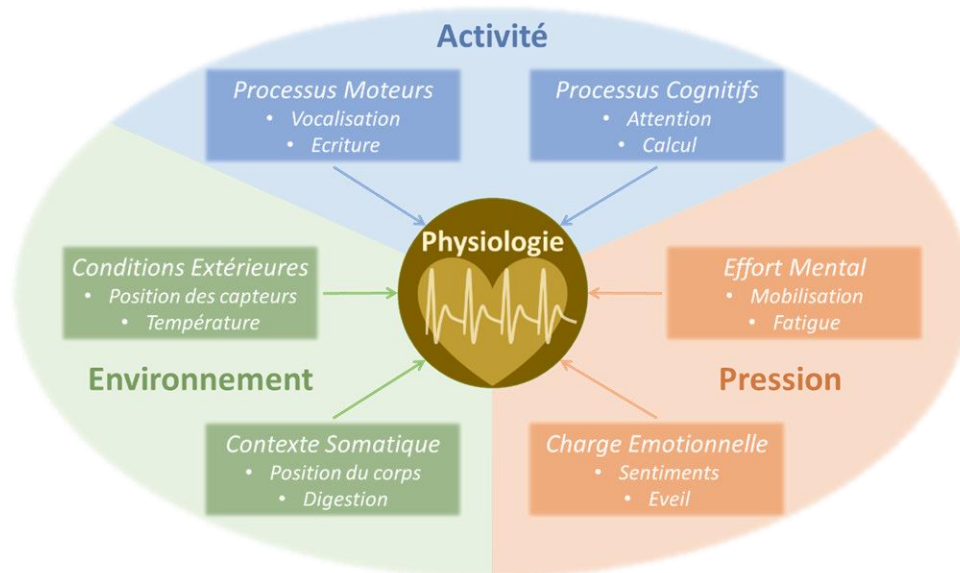 Activité
Processus Moteurs
• Vocalisation
• Ecriture
Processus Cognitifs
• Attention
• Calcul
Physiologie
Conditions Extérieures
• Position des capteurs
• Température
Effort Mental
• Mobilisation
• Fatigue
Environnement
Pression
Contexte Somatique
• Position du corps
• Digestion
Charge Emotionnelle
• Sentiments
• Eveil